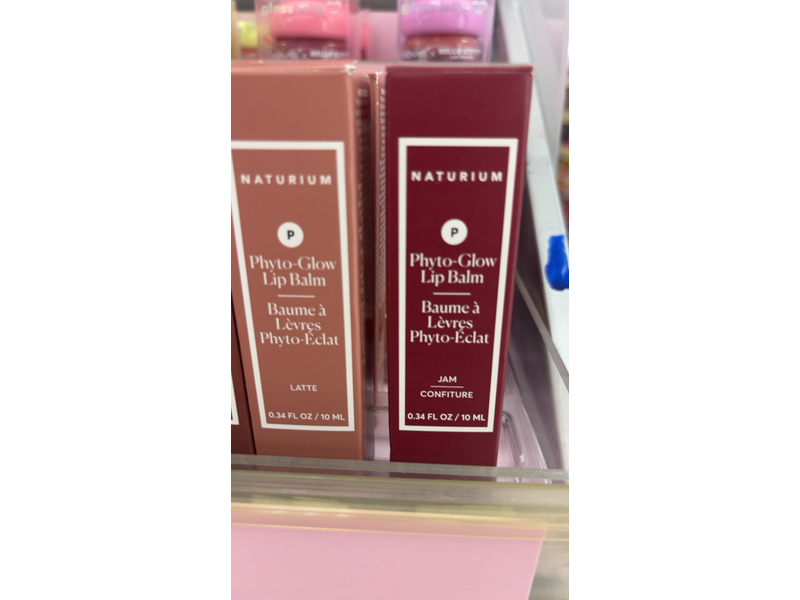 NATURIUM
P
Phyto-Glow
Lip Balm
Baume à
Lèvres
Phyto-Éclat
LATTE
0.34 FL OZ / 10 ML
NATURIUM
P
Phyto-Glow
Lip Balm
Baume à
Lèvres
Phyto-Éclat
JAM
CONFITURE
0.34 FL OZ / 10 ML